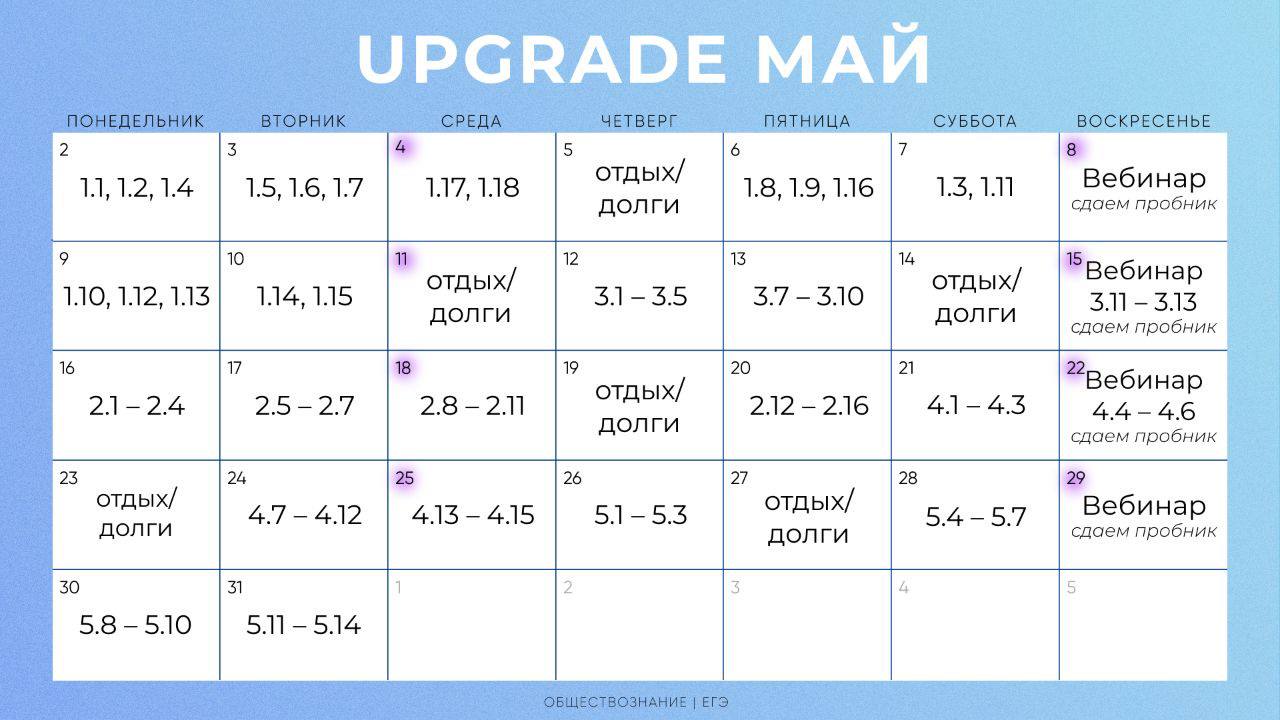 UPGRADE МАЙ
ПОНЕДЕЛЬНИК ВТОРНИК СРЕДА ЧЕТВЕРГ ПЯТНИЦА СУББОТА ВОСКРЕСЕНЬЕ
2
1.1, 1.2, 1.4
3
1.5, 1.6, 1.7
4
1.17, 1.18
5
отдых/
долги
6
1.8, 1.9, 1.16
7
1.3, 1.11
8
Вебинар
сдаем пробник
9
1.10, 1.12, 1.13
10
1.14, 1.15
11
отдых/
долги
12
3.1 – 3.5
13
3.7 – 3.10
14
отдых/
долги
15
Вебинар
3.11 – 3.13
сдаем пробник
16
2.1 – 2.4
17
2.5 – 2.7
18
2.8 – 2.11
19
отдых/
долги
20
2.12 – 2.16
21
4.1 – 4.3
22
Вебинар
4.4 – 4.6
сдаем пробник
23
отдых/
долги
24
4.7 – 4.12
25
4.13 – 4.15
26
5.1 – 5.3
27
отдых/
долги
28
5.4 – 5.7
29
Вебинар
сдаем пробник
30
5.8 – 5.10
31
5.11 – 5.14
1
2
3
4
5
ОБЩЕСТВОЗНАНИЕ | ЕГЭ